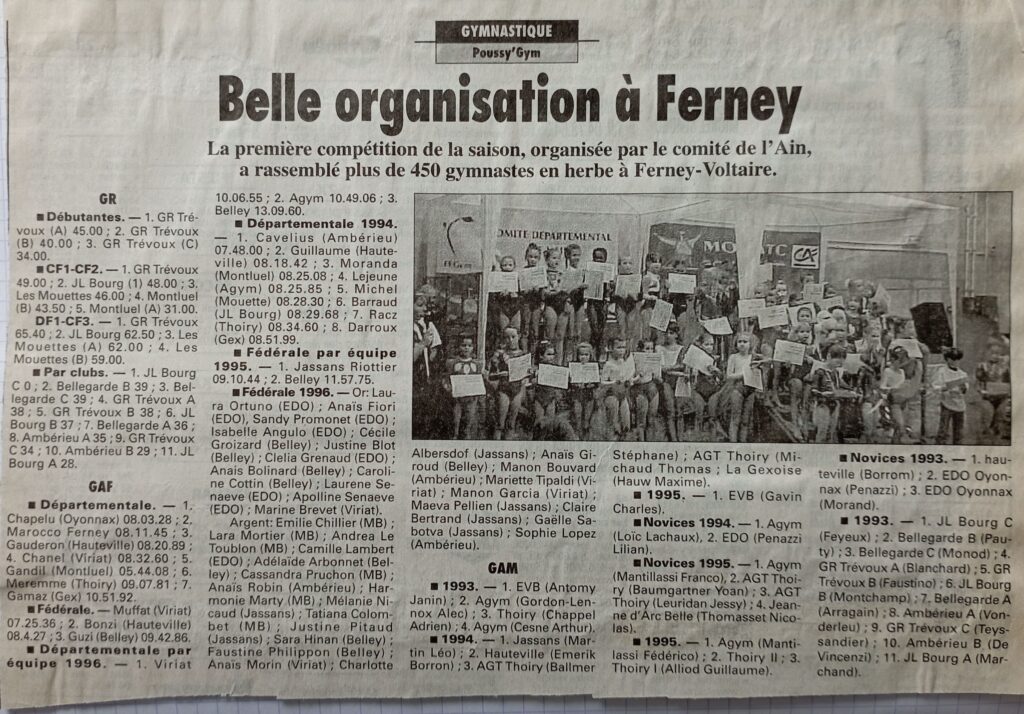 GYMNASTIQUE
Poussy'Gym
Belle organisation à Ferney
La première compétition de la saison, organisée par le comité de l'Ain,
a rassemblé plus de 450 gymnastes en herbe à Ferney-Voltaire.
GR
■ Débutantes. — 1. GR Tré-
voux (A) 45.00 ; 2. GR Trévoux
(B) 40.00 ; 3. GR Trévoux (C)
34.00.
■ CF1-CF2. — 1. GR Trévoux
49.00 ; 2. JL Bourg (1) 48.00 ; 3.
Les Mouettes 46.00 ; 4. Montluel
(B) 43.50 ; 5. Montluel (A) 31.00.
DF1-CF3. — 1. GR Trévoux
65.40 ; 2. JL Bourg 62.50 ; 3. Les
Mouettes (A) 62.00 ; 4. Les
Mouettes (B) 59.00.
■ Par clubs. — 1. JL Bourg
C 0 ; 2. Bellegarde B 39 ; 3. Bel-
legarde C 39 ; 4. GR Trévoux A
38 ; 5. GR Trévoux B 38 ; 6. JL
Bourg B 37 ; 7. Bellegarde A 36 ;
8. Ambérieu A 35 ; 9. GR Trévoux
C 34 ; 10. Ambérieu B 29 ; 11. JL
Bourg A 28.
GAF
■ Départementale. — 1.
Chapelu (Oyonnax) 08.03.28 ; 2.
Marocco Ferney 08.11.45 ; 3.
Gauderon (Hauteville) 08.20.89 ;
4. Chanel (Viriat) 08.32.60 ; 5.
Gandil (Montluel) 05.44.08 ; 6.
Meremme (Thoiry) 09.07.81 ; 7.
Gamaz (Gex) 10.51.92.
■ Fédérale. — Muffat (Viriat)
07.25.36 ; 2. Bonzi (Hauteville)
08.4.27 ; 3. Guzi (Belley) 09.42.86.
■ Départementale par
équipe 1996. — 1. Viriat
10.06.55 ; 2. Agym 10.49.06 ; 3.
Belley 13.09.60.
■ Départementale 1994.
— 1. Cavelius (Ambérieu)
07.48.00 ; 2. Guillaume (Haute-
ville) 08.18.42 ; 3. Moranda
(Montluel) 08.25.08 ; 4. Lejeune
(Agym) 08.25.85 ; 5. Michel
(Mouette) 08.28.30 ; 6. Barraud
(JL Bourg) 08.29.68 ; 7. Racz
(Thoiry) 08.34.60 ; 8. Darroux
(Gex) 08.51.99.
■ Fédérale par équipe
1995. — 1. Jassans Riottier
09.10.44 ; 2. Belley 11.57.75.
■ Fédérale 1996. — Or: Lau-
ra Ortuno (EDO) ; Anaïs Fiori
(EDO), Sandy Promonet (EDO) ;
Isabelle Angulo (EDO) ; Cécile
Groizard (Belley) ; Justine Blot
(Belley) ; Clelia Grenaud (EDO) ;
Anais Bolinard (Belley) ; Caroli-
ne Cottin (Belley) ; Laurene Se-
naeve (EDO) ; Apolline Senaeve
(EDO) ; Marine Brevet (Viriat).
Argent: Emilie Chillier (MB) ;
Lara Mortier (MB) ; Andrea Le
Toublon (MB) ; Camille Lambert
(EDO) ; Adélaïde Arbonnet (Bel-
ley) ; Cassandra Pruchon (MB) ;
Anaïs Robin (Ambérieu) ; Har-
monie Marty (MB) ; Mélanie Ni-
caud (Jassans) ; Tatiana Colom-
bet (MB) ; Justine Pitaud
(Jassans) ; Sara Hinan (Belley) ;
Faustine Philippon (Belley) ;
Anaïs Morin (Viriat) ; Charlotte
OMITE DEPARTEMENTAL
MO
TC
CA
Albersdof (Jassans) ; Anaïs Gi-
roud (Belley) ; Manon Bouvard
(Ambérieu) ; Mariette Tipaldi (Vi-
riat) ; Manon Garcia (Viriat) ;
Maeva Pellien (Jassans) ; Claire
Bertrand (Jassans) ; Gaëlle Sa-
botva (Jassans) ; Sophie Lopez
(Ambérieu).
GAM
■ 1993. — 1. EVB (Antomy
Janin) ; 2. Agym (Gordon-Len-
nox Aleo) ; 3. Thoiry (Chappel
Adrien) ; 4. Agym (Cesne Arthur).
■ 1994. — 1. Jassans (Mar-
tin Léo) ; 2. Hauteville (Emerik
Borron) ; 3. AGT Thoiry (Ballmer
Stéphane) ; AGT Thoiry (Mi-
chaud Thomas ; La Gexoise
(Hauw Maxime).
■ 1995. — 1. EVB (Gavin
Charles).
■ Novices 1994. — 1. Agym
(Loïc Lachaux), 2. EDO (Penazzi
Lilian).
■ Novices 1995. — 1. Agym
(Mantillassi Franco), 2. AGT Thoi-
ry (Baumgartner Yoan) ; 3. AGT
Thoiry (Leuridan Jessy) ; 4. Jean-
ne d'Arc Belle (Thomasset Nico-
las).
■ 1995. — 1. Agym (Manti-
lassi Fédérico) ; 2. Thoiry II ; 3.
Thoiry I (Alliod Guillaume).
■ Novices 1993. — 1. hau-
teville (Borrom) ; 2. EDO Oyon-
nax (Penazzi) ; 3. EDO Oyonnax
(Morand).
■ 1993. — 1. JL Bourg C
(Feyeux) ; 2. Bellegarde B (Pau-
ty) ; 3. Bellegarde C (Monod) ; 4.
GR Trévoux A (Blanchard) ; 5. GR
Trévoux B (Faustino) ; 6. JL Bourg
B (Montchamp) ; 7. Bellegarde A
(Arragain) ; 8. Ambérieu A (Von-
derleu) ; 9. GR Trévoux C (Teys-
sandier) ; 10. Ambérieu B (De
Vincenzi) ; 11. JL Bourg A (Mar-
chand).